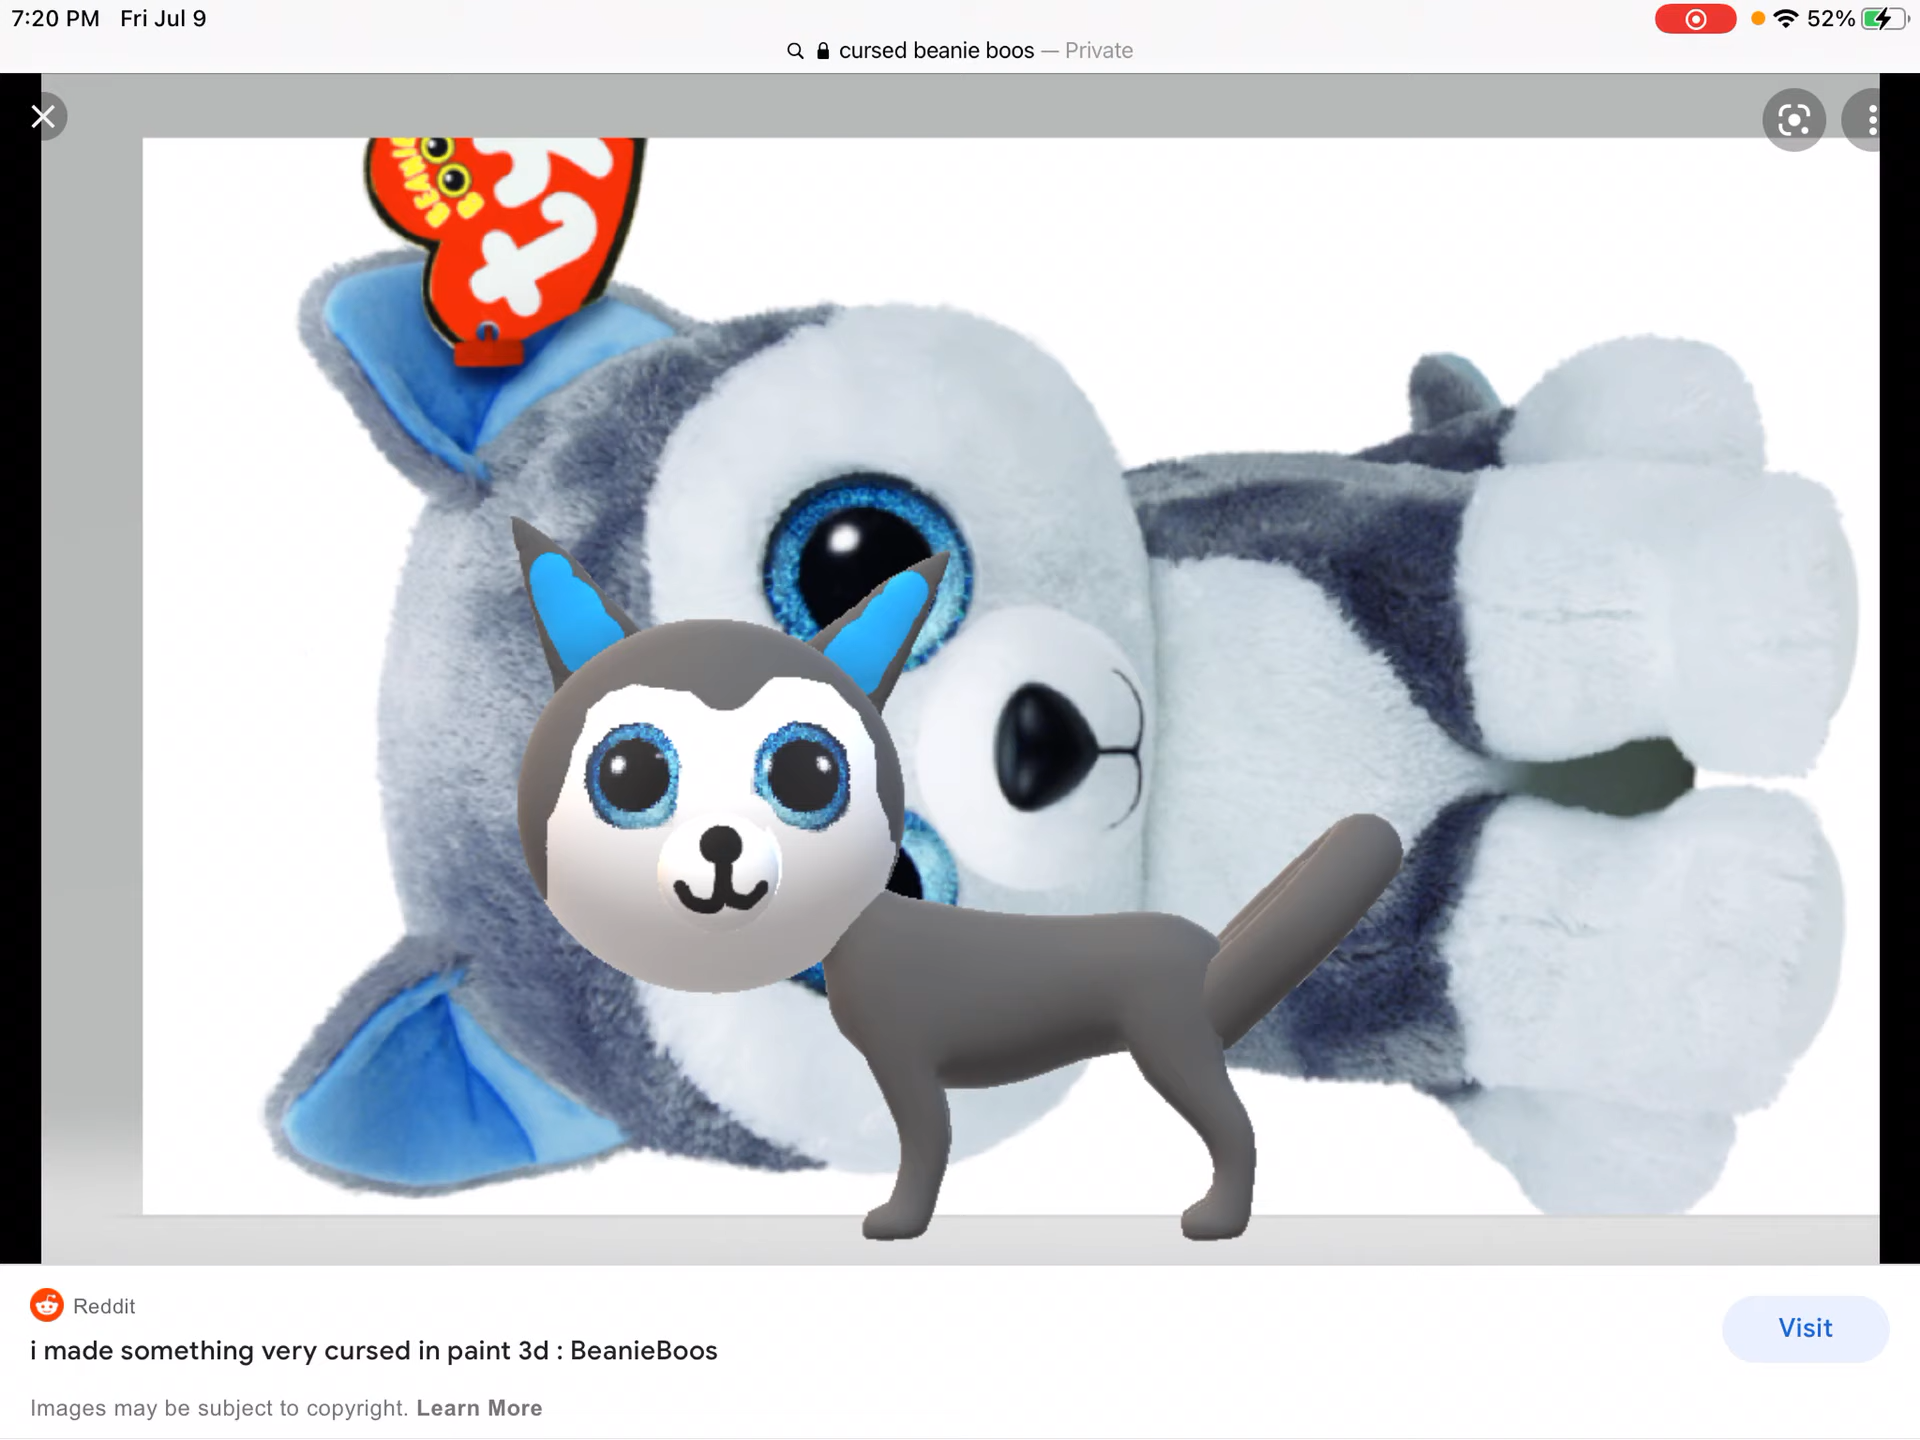 7:20 PM Fri Jul 9
52%
cursed beanie boos — Private
BEANIE
B
ty
Reddit
i made something very cursed in paint 3d : BeanieBoos
Visit
Images may be subject to copyright. Learn More